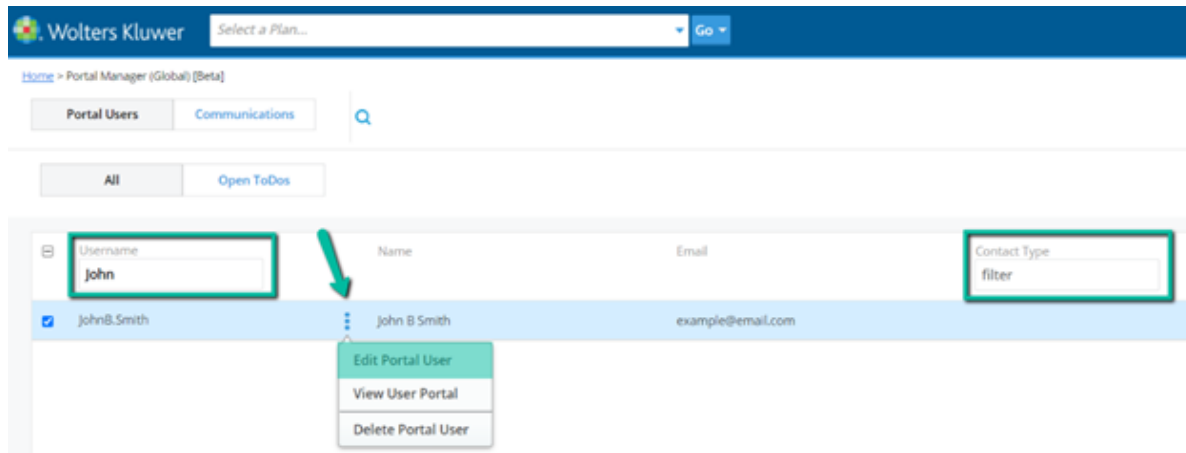 Wolters Kluwer Select a Plan... Go
Home > Portal Manager (Global) [Beta]
Portal Users Communications
All Open ToDos
Username Name Email Contact Type
John filter
JohnB.Smith John B Smith example@email.com
Edit Portal User
View User Portal
Delete Portal User